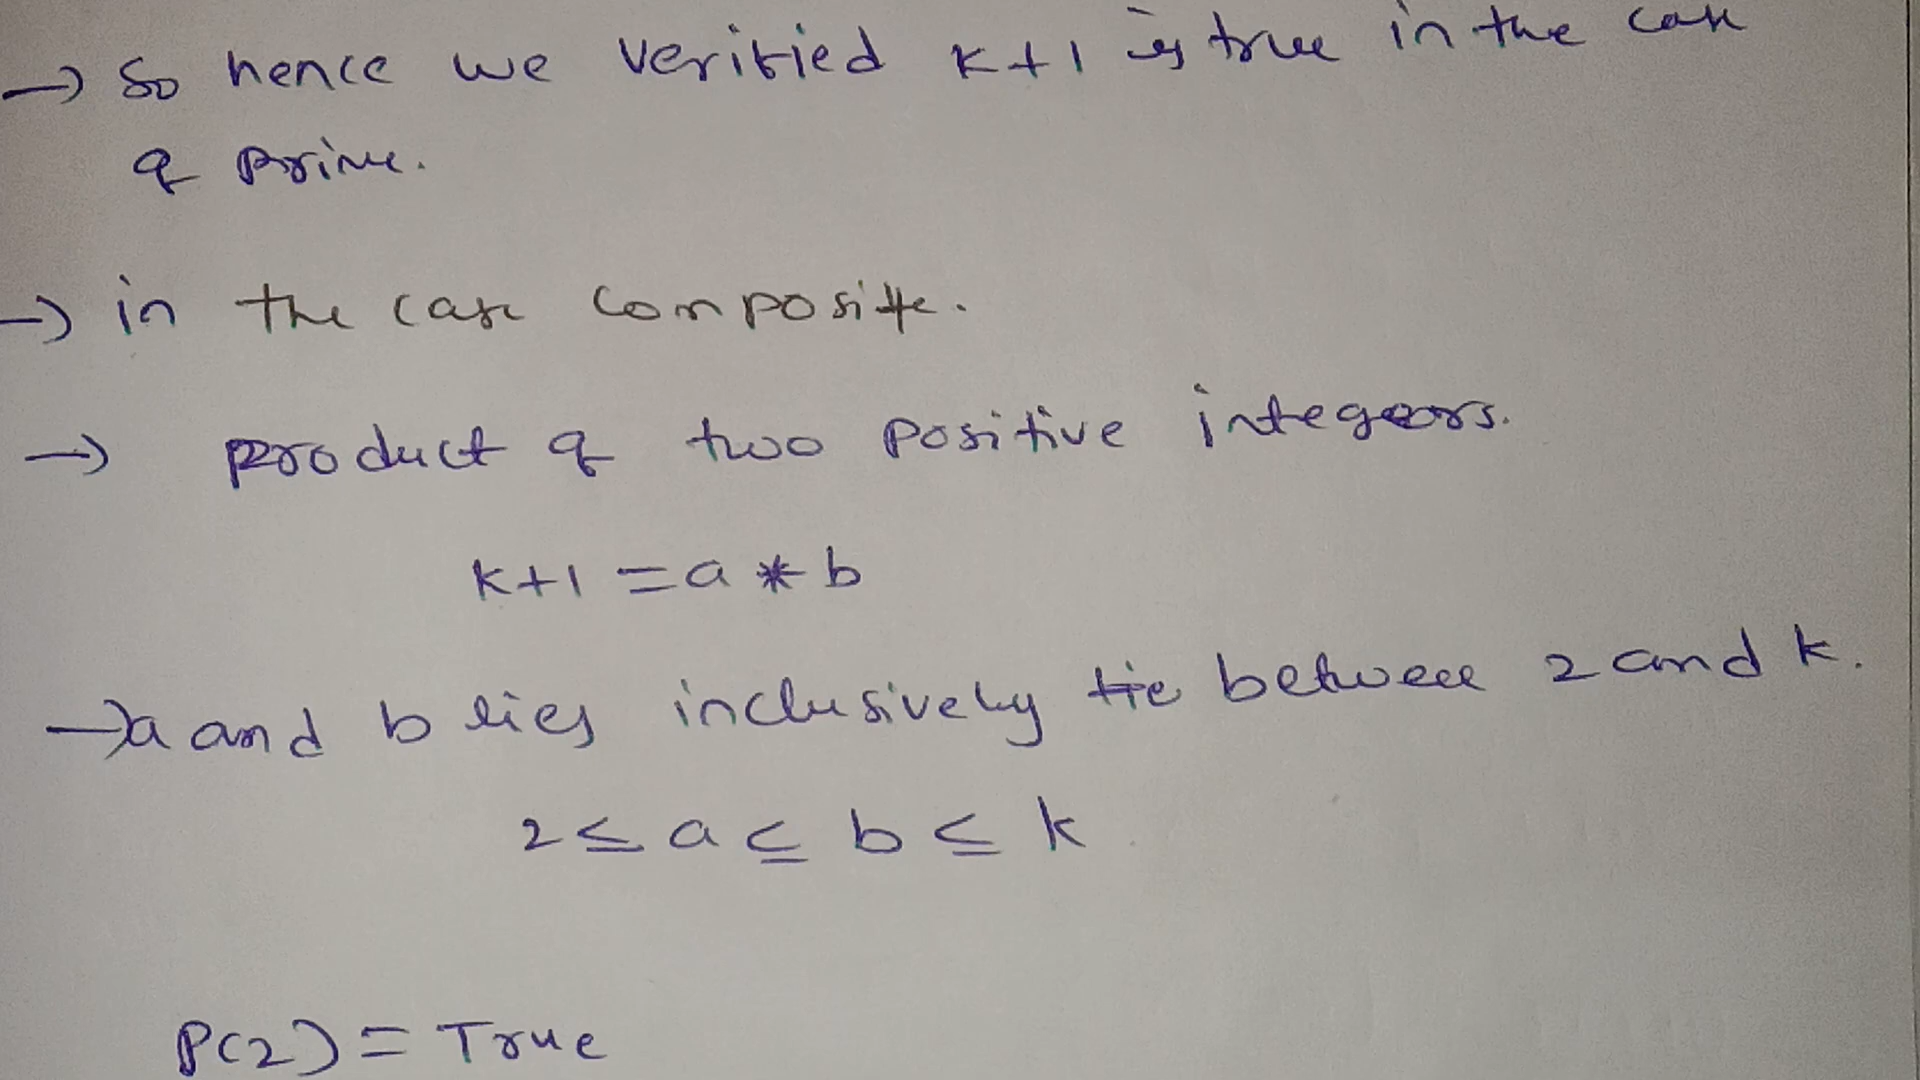 → So hence we verified k+1 is true in the case
of prime.
→ in the case composite.
→ product of two positive integers.
k+1 = a * b
→ a and b lies inclusively tie between 2 and k.
2 ≤ a ≤ b ≤ k
P(2) = True